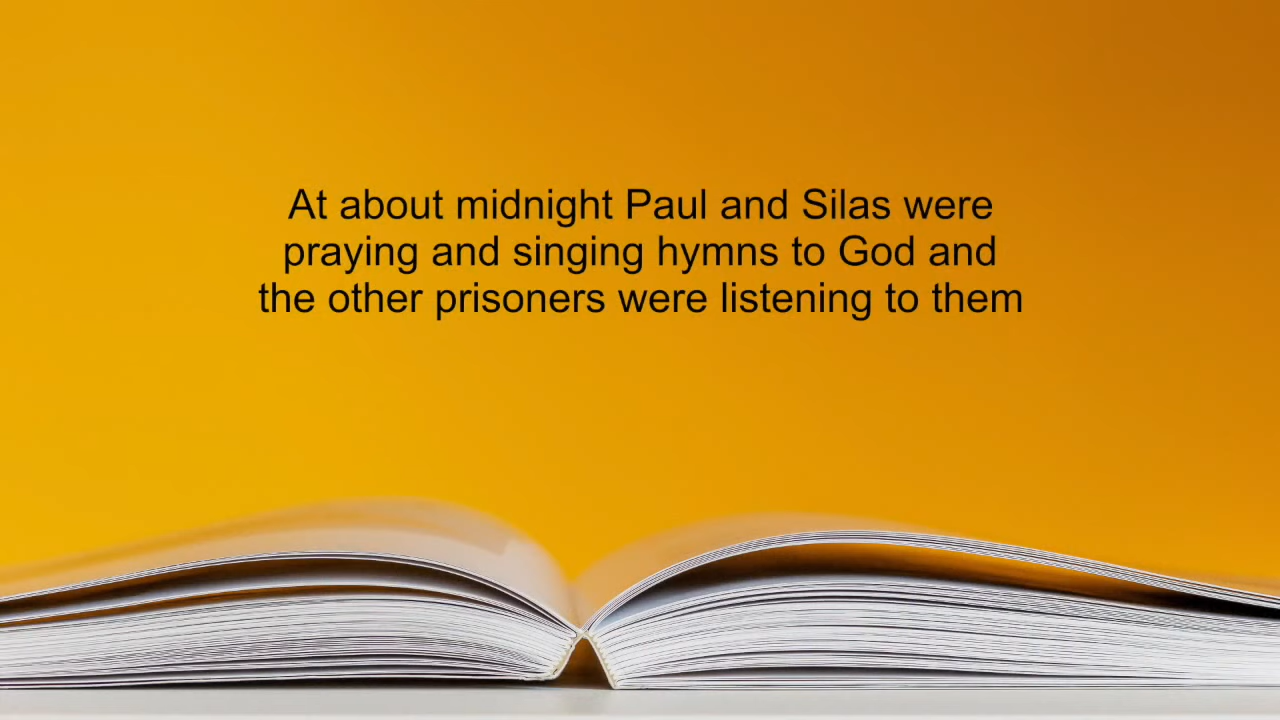 At about midnight Paul and Silas were
praying and singing hymns to God and
the other prisoners were listening to them